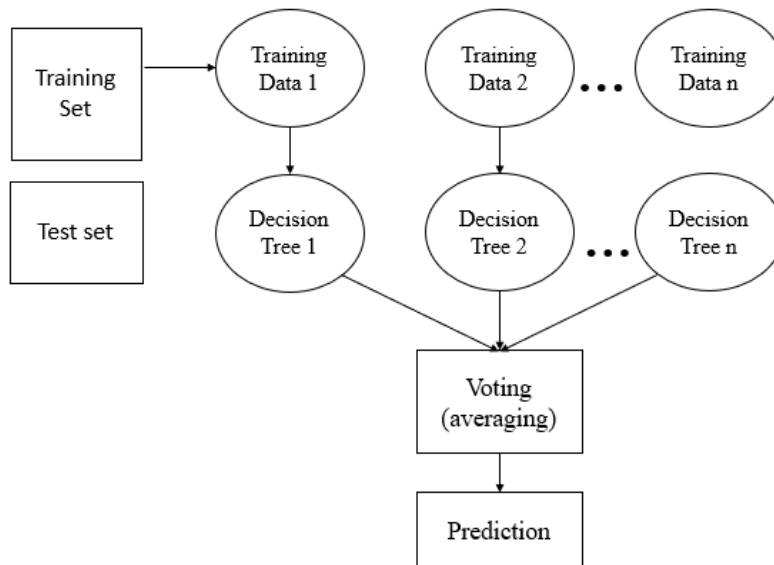 Training
Set
Training
Data 1
Training
Data 2
Training
Data n
Test set
Decision
Tree 1
Decision
Tree 2
Decision
Tree n
Voting
(averaging)
Prediction